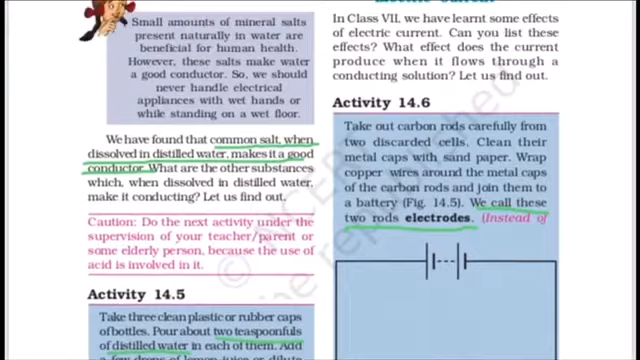 Small amounts of mineral salts
present naturally in water are
beneficial for human health.
However, these salts make water
a good conductor. So, we should
never handle electrical
appliances with wet hands or
while standing on a wet floor.
We have found that common salt, when
dissolved in distilled water, makes it a good
conductor. What are the other substances
which, when dissolved in distilled water,
make it conducting? Let us find out.
Caution: Do the next activity under the
supervision of your teacher/parent or
some elderly person, because the use of
acid is involved in it.
Activity 14.5
Take three clean plastic or rubber caps
of bottles. Pour about two teaspoonfuls
of distilled water in each of them. Add
a few drops of lemon juice or dilute
In Class VII, we have learnt some effects
of electric current. Can you list these
effects? What effect does the current
produce when it flows through a
conducting solution? Let us find out.
Activity 14.6
Take out carbon rods carefully from
two discarded cells. Clean their
metal caps with sand paper. Wrap
copper wires around the metal caps
of the carbon rods and join them to
a battery (Fig. 14.5). We call these
two rods electrodes. (Instead of